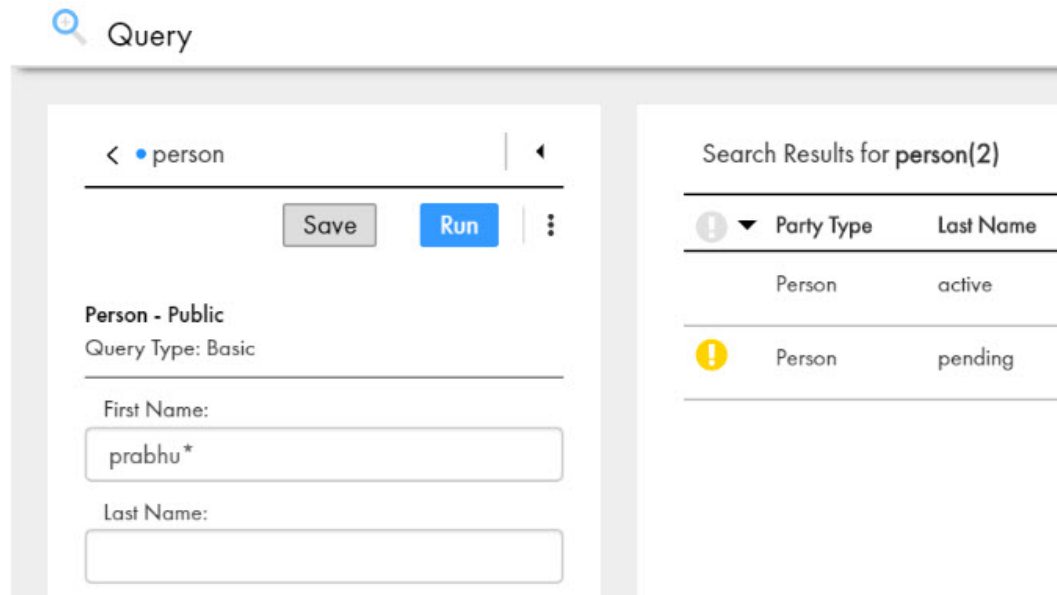 Query
person
Save Run
Person - Public
Query Type: Basic
First Name:
prabhu*
Last Name:
Search Results for person(2)
Party Type Last Name
Person active
Person pending